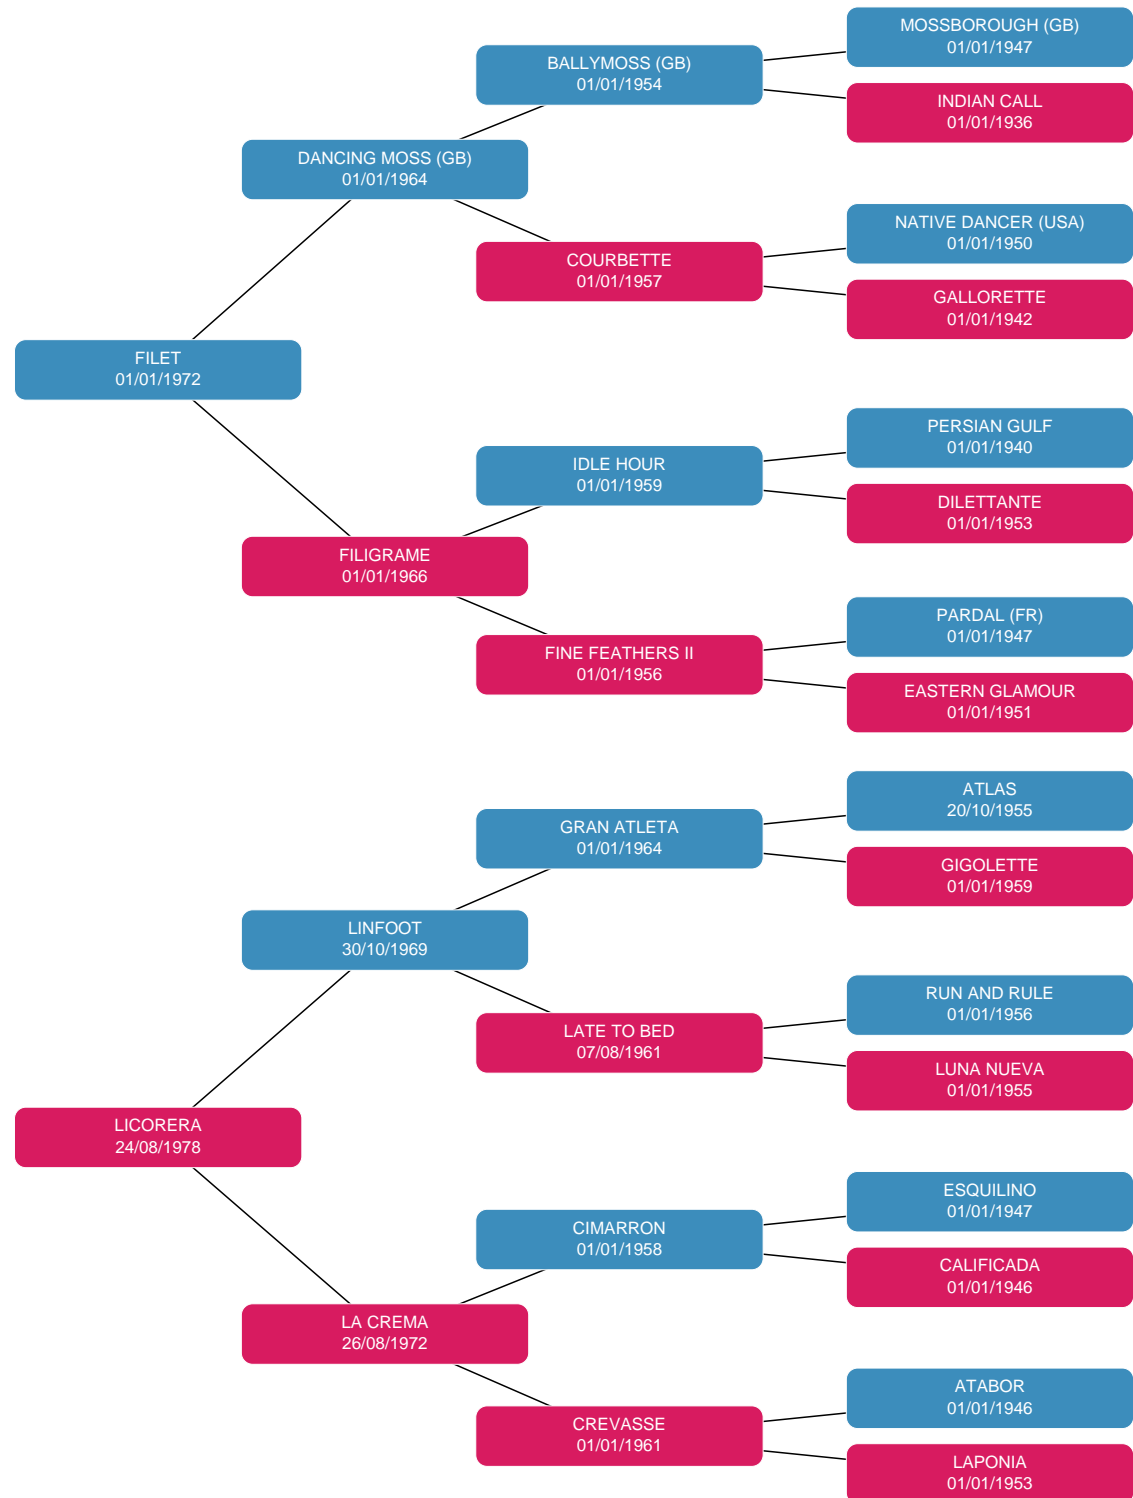 MOSSBOROUGH (GB)
01/01/1947
BALLYMOSS (GB)
01/01/1954
INDIAN CALL
01/01/1936
DANCING MOSS (GB)
01/01/1964
NATIVE DANCER (USA)
01/01/1950
COURBETTE
01/01/1957
GALLORETTE
01/01/1942
FILET
01/01/1972
PERSIAN GULF
01/01/1940
IDLE HOUR
01/01/1959
DILETTANTE
01/01/1953
FILIGRAME
01/01/1966
PARDAL (FR)
01/01/1947
FINE FEATHERS II
01/01/1956
EASTERN GLAMOUR
01/01/1951
ATLAS
20/10/1955
GRAN ATLETA
01/01/1964
GIGOLETTE
01/01/1959
LINFOOT
30/10/1969
RUN AND RULE
01/01/1956
LATE TO BED
07/08/1961
LUNA NUEVA
01/01/1955
LICORERA
24/08/1978
ESQUILINO
01/01/1947
CIMARRON
01/01/1958
CALIFICADA
01/01/1946
LA CREMA
26/08/1972
ATABOR
01/01/1946
CREVASSE
01/01/1961
LAPONIA
01/01/1953